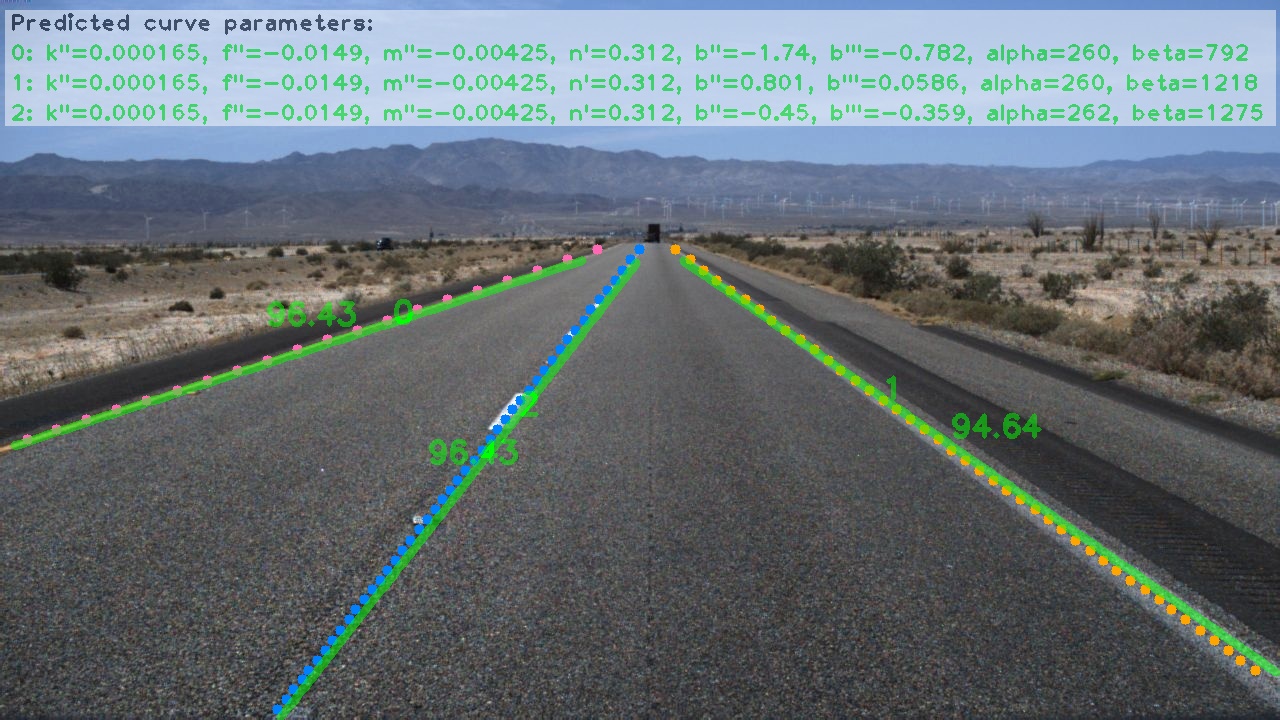 Predicted curve parameters:
0: k''=0.000165, f''=-0.0149, m''=-0.00425, n'=0.312, b''=-1.74, b'''=-0.782, alpha=260, beta=792
1: k''=0.000165, f''=-0.0149, m''=-0.00425, n'=0.312, b''=0.801, b'''=0.0586, alpha=260, beta=1218
2: k''=0.000165, f''=-0.0149, m''=-0.00425, n'=0.312, b''=-0.45, b'''=-0.359, alpha=262, beta=1275
96.43 0
1
2
94.64
96.43